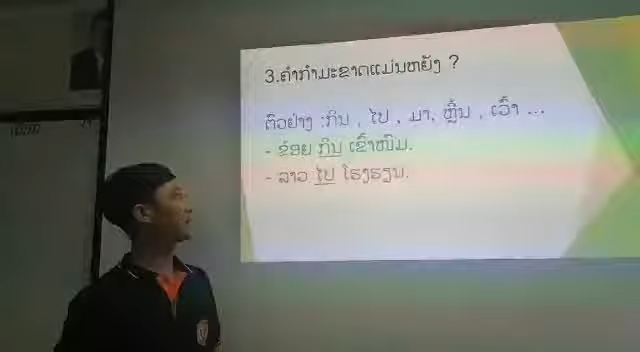 3.ຄຳກຳມະຂາດແມ່ນຫຍັງ ?
ຕົວຢ່າງ :ກິນ , ໄປ , ມາ, ຫຼິ້ນ , ເວົ້າ ...
- ຂ້ອຍ ກິນ ເຂົ້າໜົມ.
- ລາວ ໄປ ໂຮງຮຽນ.